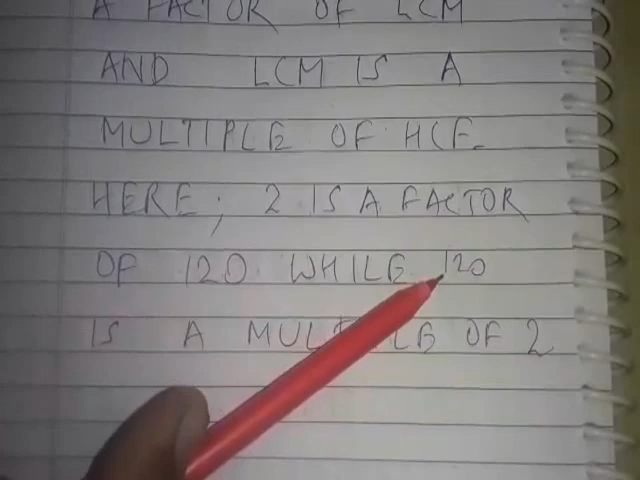 A FACTOR OF LCM
AND LCM IS A
MULTIPLE OF HCF.
HERE; 2 IS A FACTOR
OF 120 WHILE 120
IS A MULTIPLE OF 2